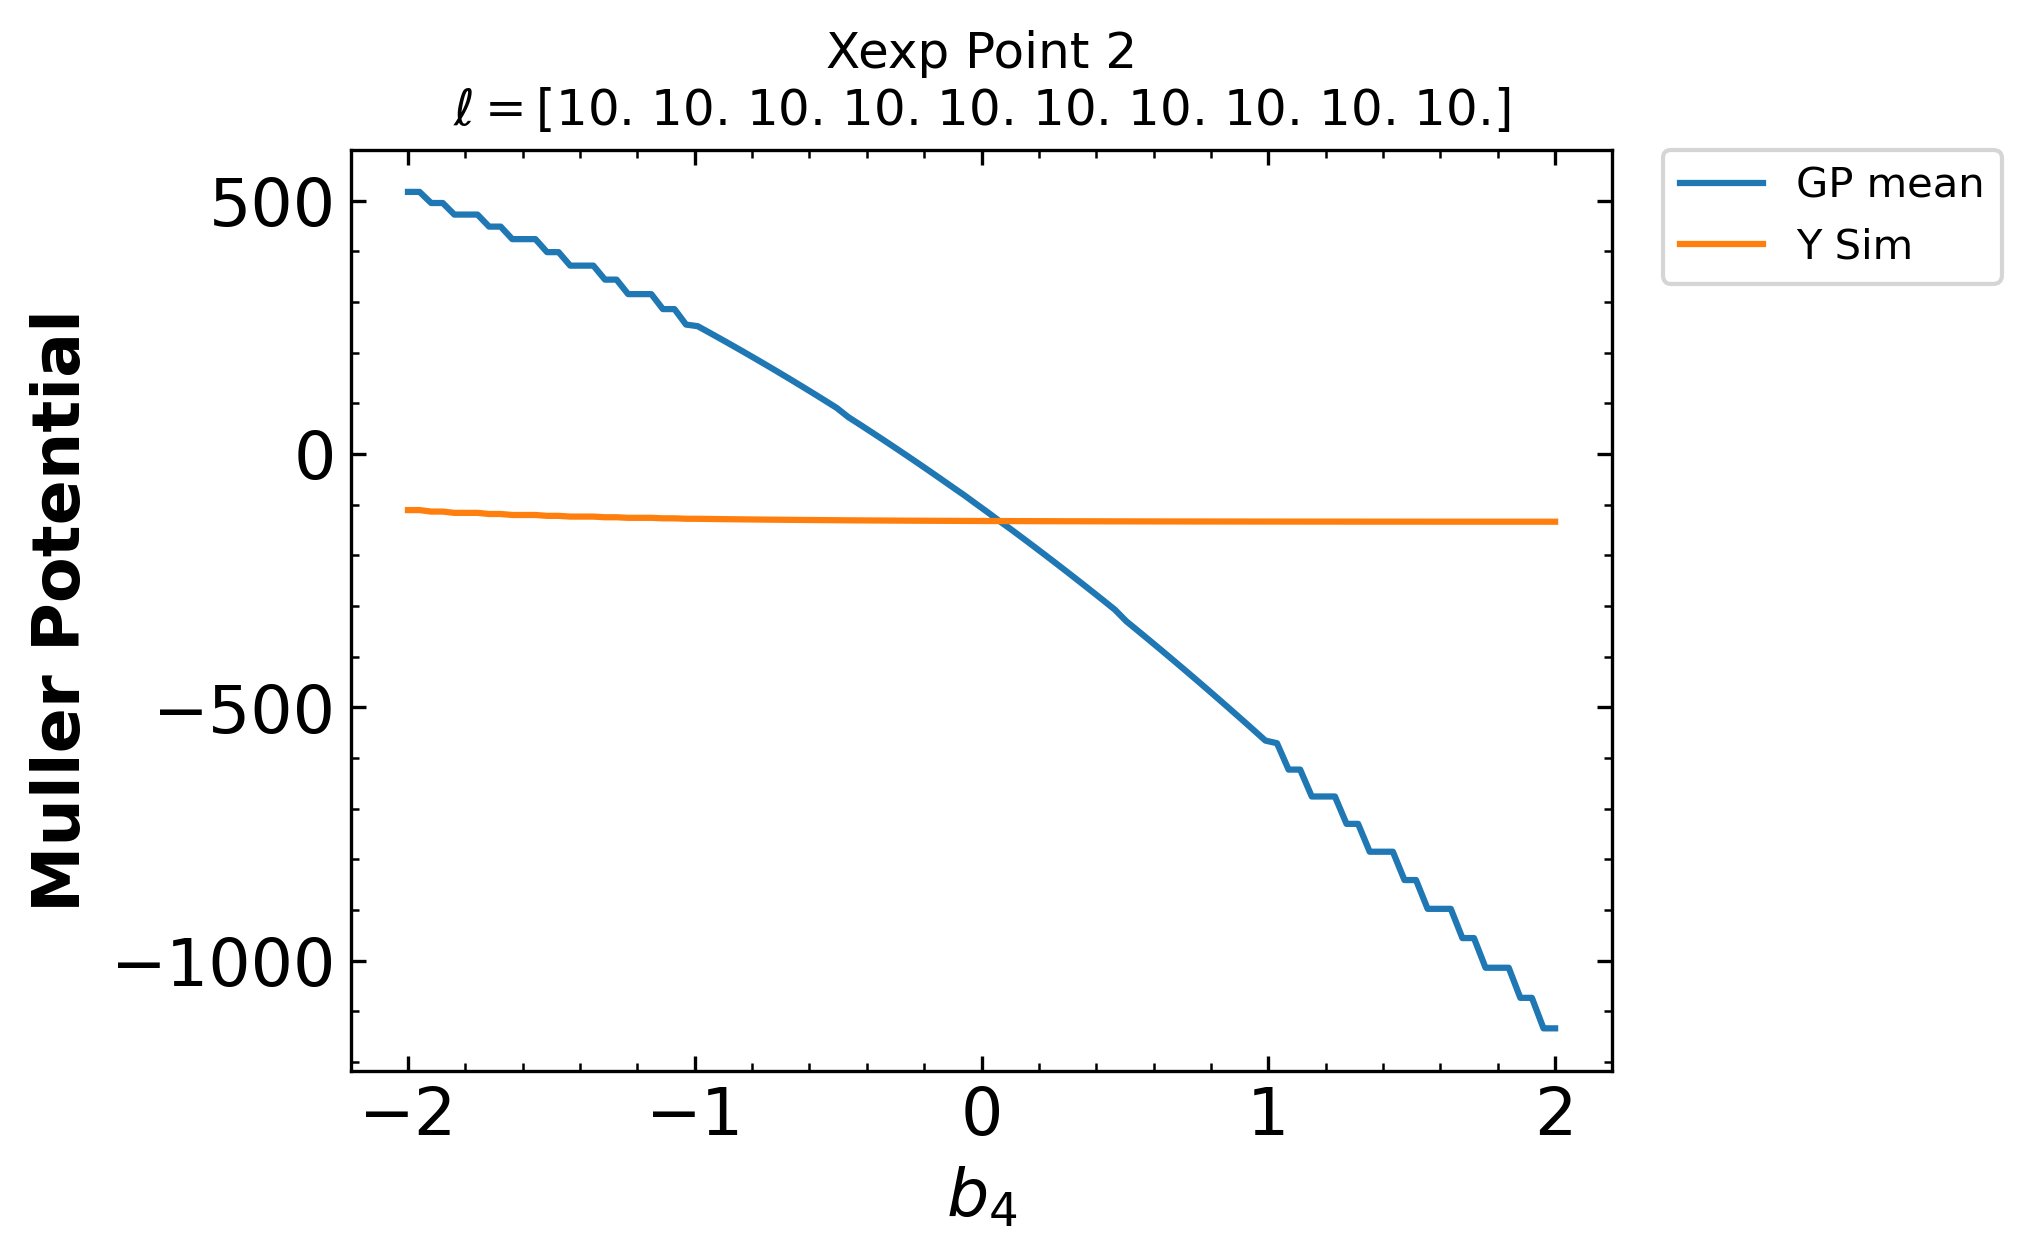 Xexp Point 2
ℓ = [10. 10. 10. 10. 10. 10. 10. 10. 10. 10.]
GP mean
Y Sim
Muller Potential
500
0
−500
−1000
−2
−1
0
1
2
b₄